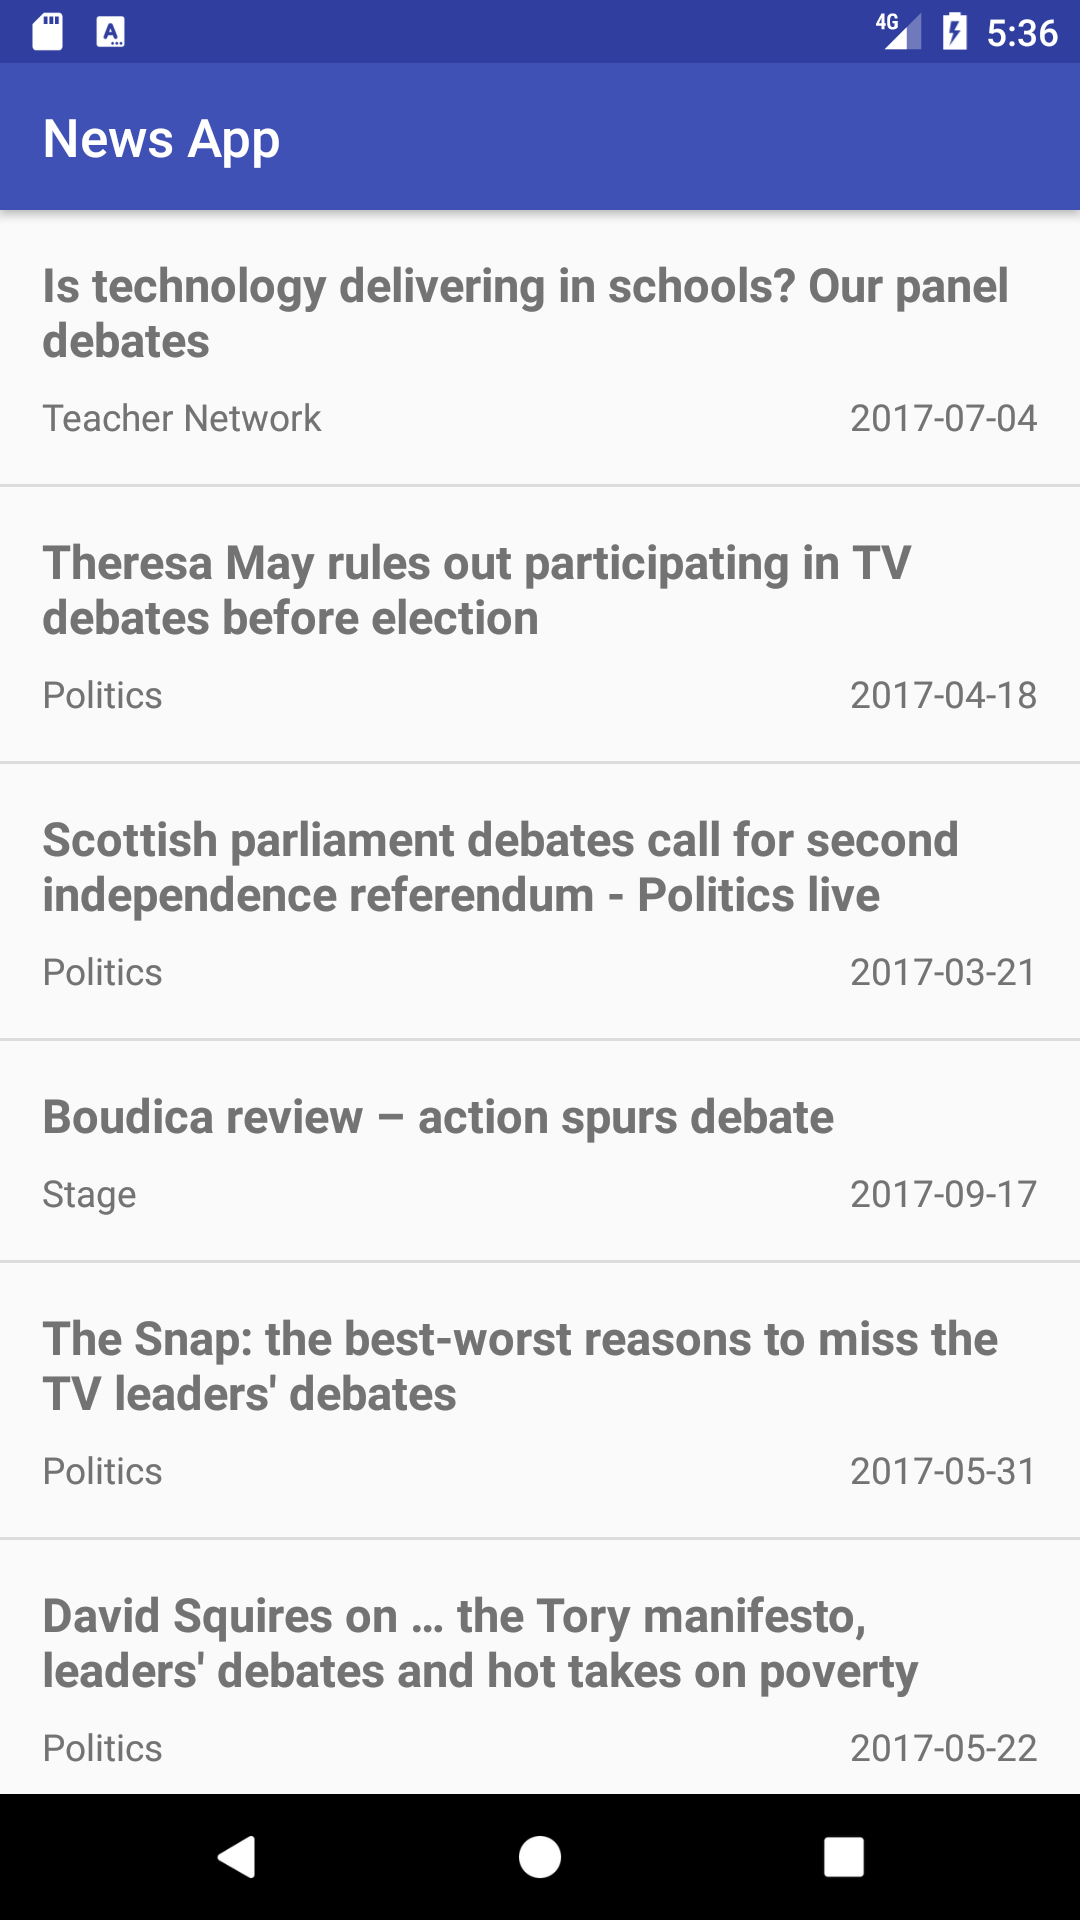 4G 5:36
News App
Is technology delivering in schools? Our panel
debates
Teacher Network 2017-07-04
Theresa May rules out participating in TV
debates before election
Politics 2017-04-18
Scottish parliament debates call for second
independence referendum - Politics live
Politics 2017-03-21
Boudica review – action spurs debate
Stage 2017-09-17
The Snap: the best-worst reasons to miss the
TV leaders' debates
Politics 2017-05-31
David Squires on … the Tory manifesto,
leaders' debates and hot takes on poverty
Politics 2017-05-22